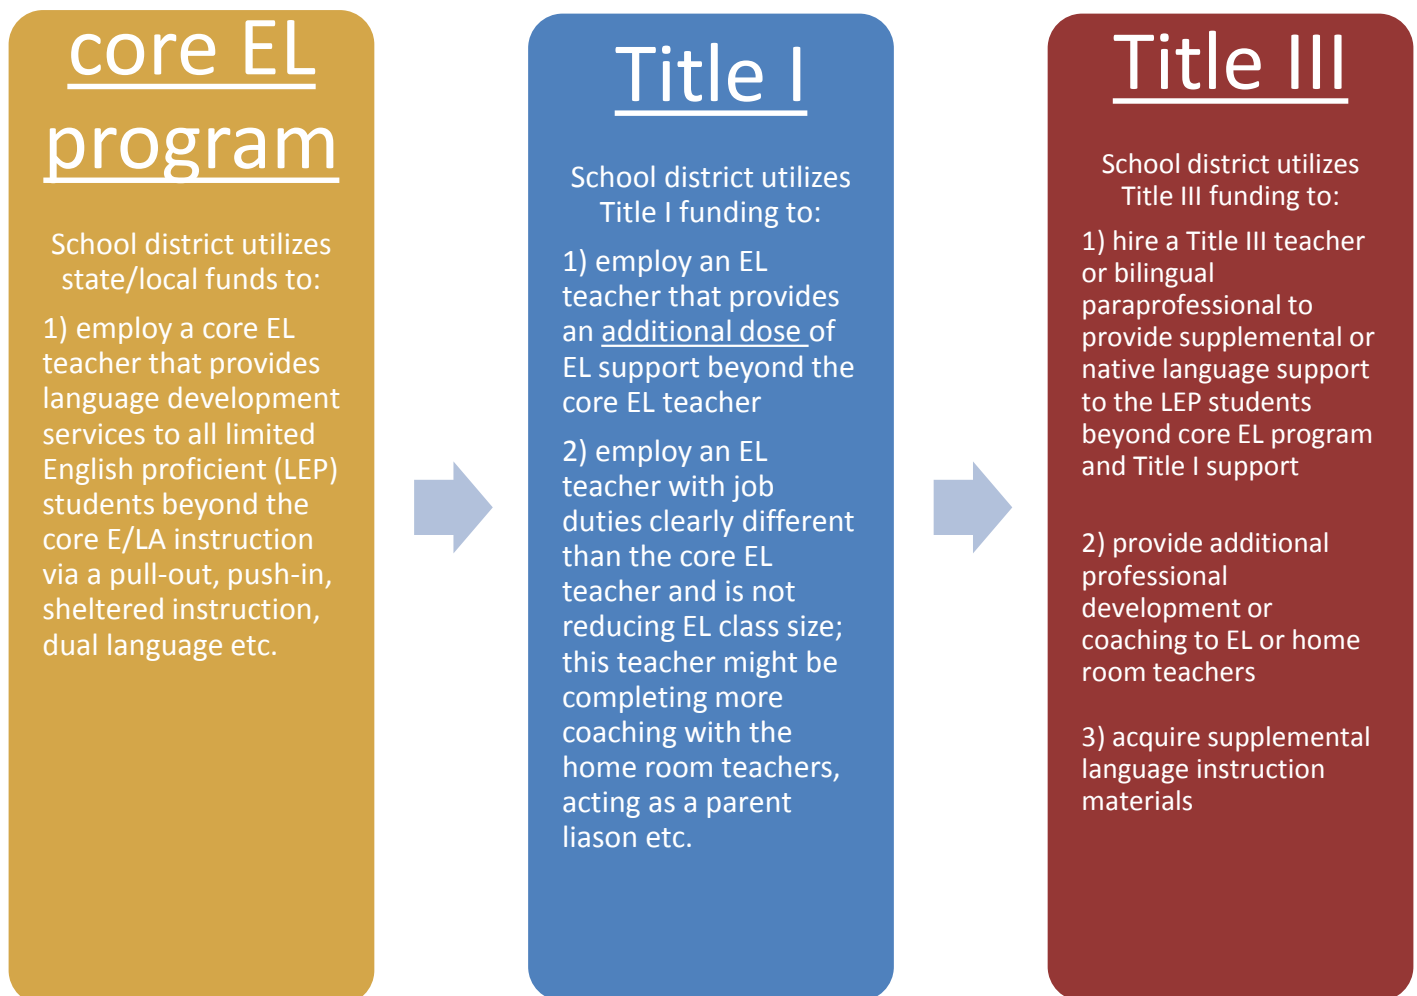 core EL
program
School district utilizes
state/local funds to:
1) employ a core EL
teacher that provides
language development
services to all limited
English proficient (LEP)
students beyond the
core E/LA instruction
via a pull-out, push-in,
sheltered instruction,
dual language etc.
Title I
School district utilizes
Title I funding to:
1) employ an EL
teacher that provides
an additional dose of
EL support beyond the
core EL teacher
2) employ an EL
teacher with job
duties clearly different
than the core EL
teacher and is not
reducing EL class size;
this teacher might be
completing more
coaching with the
home room teachers,
acting as a parent
liason etc.
Title III
School district utilizes
Title III funding to:
1) hire a Title III teacher
or bilingual
paraprofessional to
provide supplemental or
native language support
to the LEP students
beyond core EL program
and Title I support
2) provide additional
professional
development or
coaching to EL or home
room teachers
3) acquire supplemental
language instruction
materials